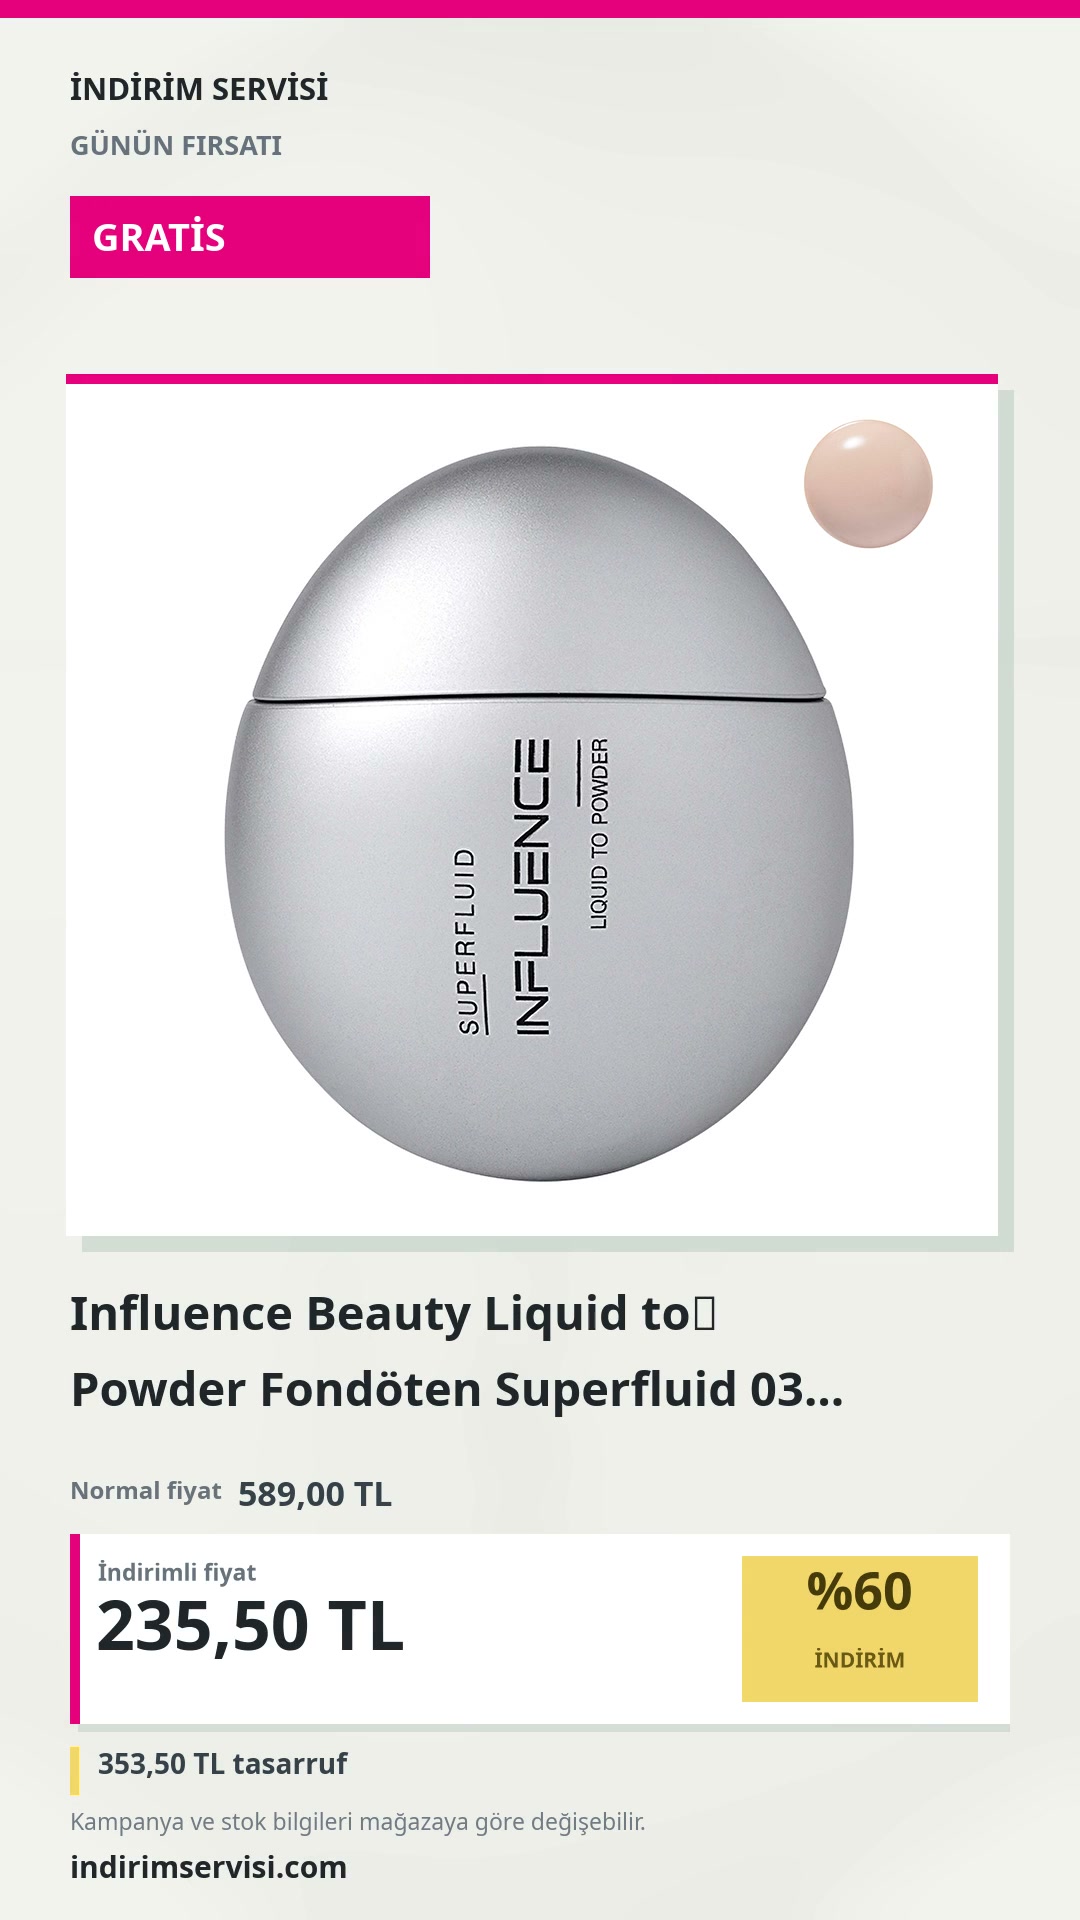 İNDİRİM SERVİSİ
GÜNÜN FIRSATI
GRATİS
SUPERFLUID
INFLUENCE
LIQUID TO POWDER
Influence Beauty Liquid to
Powder Fondöten Superfluid 03...
Normal fiyat 589,00 TL
İndirimli fiyat
235,50 TL
%60
İNDİRİM
353,50 TL tasarruf
Kampanya ve stok bilgileri mağazaya göre değişebilir.
indirimservisi.com